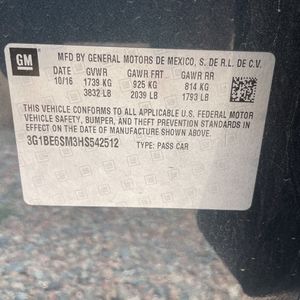 GM
MFD BY GENERAL MOTORS DE MEXICO, S. DE R.L. DE C.V.
DATE GVWR GAWR FRT GAWR RR
10/16 1739 KG 925 KG 814 KG
3832 LB 2039 LB 1793 LB
THIS VEHICLE CONFORMS TO ALL APPLICABLE U.S. FEDERAL MOTOR
VEHICLE SAFETY, BUMPER, AND THEFT PREVENTION STANDARDS IN
EFFECT ON THE DATE OF MANUFACTURE SHOWN ABOVE.
3G1BE6SM3HS542512 TYPE: PASS CAR